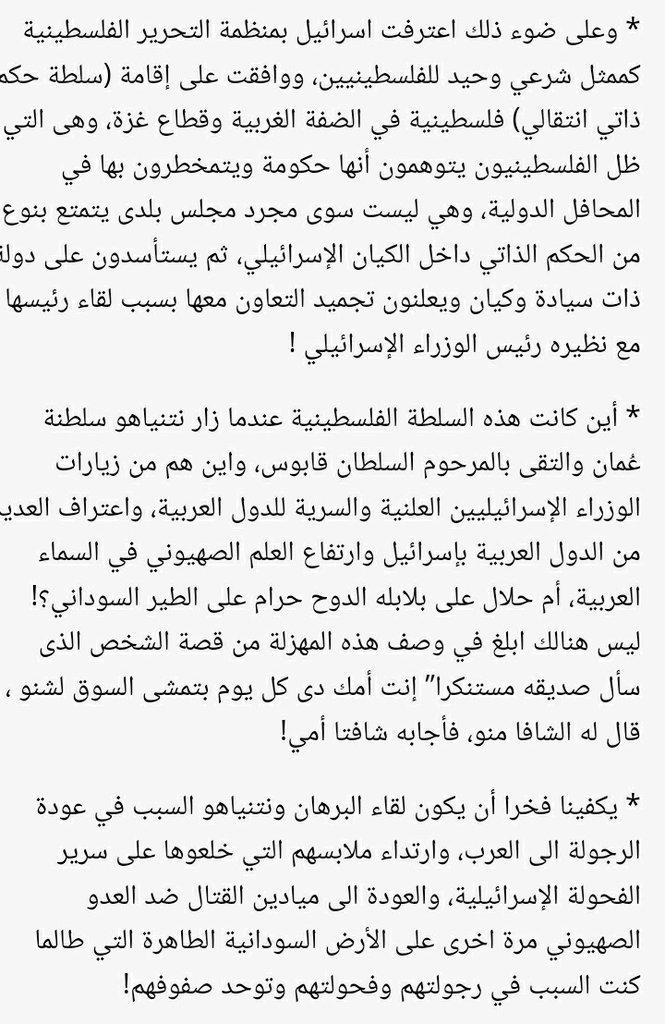 * وعلى ضوء ذلك اعترفت اسرائيل بمنظمة التحرير الفلسطينية
كممثل شرعي وحيد للفلسطينيين، ووافقت على إقامة (سلطة حكم
ذاتي انتقالي) فلسطينية في الضفة الغربية وقطاع غزة، وهى التي
ظل الفلسطينيون يتوهمون أنها حكومة ويتمخطرون بها في
المحافل الدولية، وهي ليست سوى مجرد مجلس بلدى يتمتع بنوع
من الحكم الذاتي داخل الكيان الإسرائيلي، ثم يستأسدون على دولة
ذات سيادة وكيان ويعلنون تجميد التعاون معها بسبب لقاء رئيسها
مع نظيره رئيس الوزراء الإسرائيلي !
* أين كانت هذه السلطة الفلسطينية عندما زار نتنياهو سلطنة
عُمان والتقى بالمرحوم السلطان قابوس، واين هم من زيارات
الوزراء الإسرائيليين العلنية والسرية للدول العربية، واعتراف العديد
من الدول العربية بإسرائيل وارتفاع العلم الصهيوني في السماء
العربية، أم حلال على بلابله الدوح حرام على الطير السوداني؟!
ليس هنالك ابلغ في وصف هذه المهزلة من قصة الشخص الذى
سأل صديقه مستنكرا” إنت أمك دى كل يوم بتمشى السوق لشنو ،
قال له الشافا منو، فأجابه شافتا أمي!
* يكفينا فخرا أن يكون لقاء البرهان ونتنياهو السبب في عودة
الرجولة الى العرب، وارتداء ملابسهم التي خلعوها على سرير
الفحولة الإسرائيلية، والعودة الى ميادين القتال ضد العدو
الصهيوني مرة اخرى على الأرض السودانية الطاهرة التي طالما
كنت السبب في رجولتهم وفحولتهم وتوحد صفوفهم!